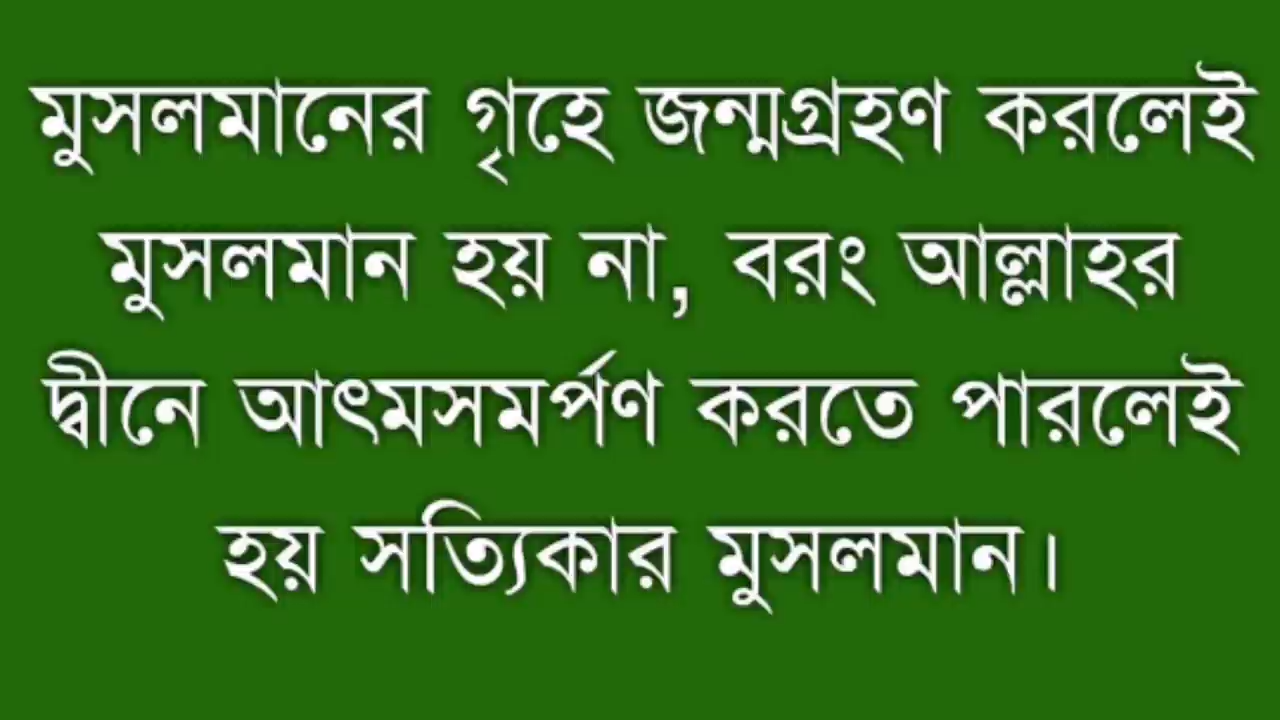 মুসলমানের গৃহে জন্মগ্রহণ করলেই
মুসলমান হয় না, বরং আল্লাহর
দ্বীনে আৎমসমর্পণ করতে পারলেই
হয় সত্যিকার মুসলমান।